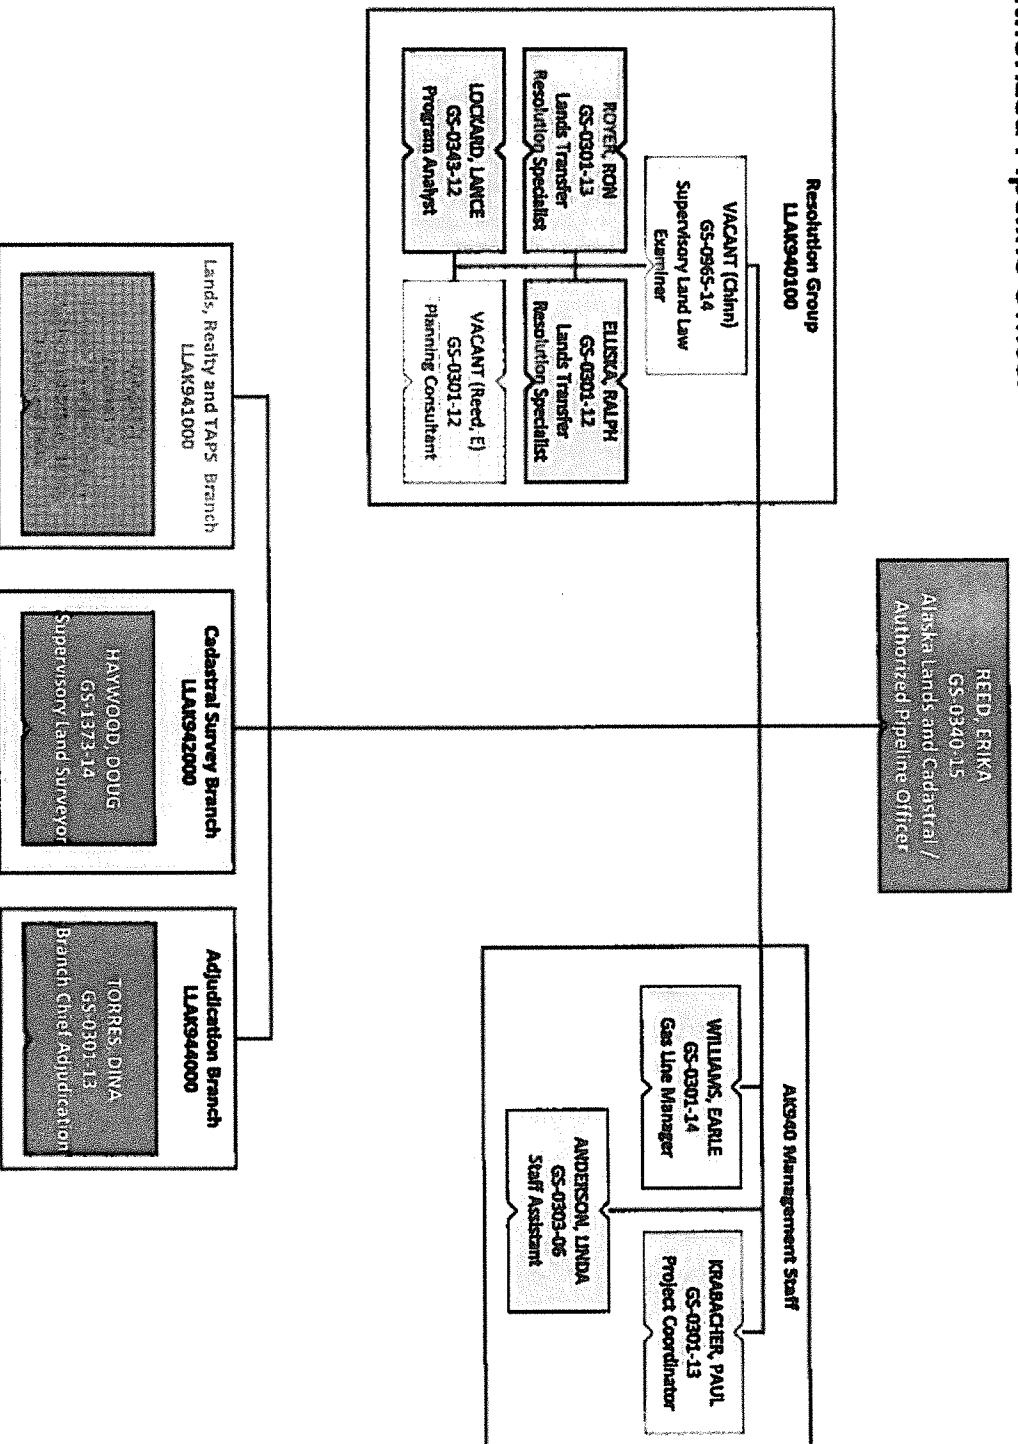 REED, ERIKA
GS-0340-15
Alaska Lands and Cadastral /
Authorized Pipeline Officer
Resolution Group
LLAK940100
VACANT (Chinn)
GS-0965-14
Supervisory Land Law
Examiner
ROYER, RON
GS-0301-13
Lands Transfer
Resolution Specialist
ELUSKA, RALPH
GS-0301-12
Lands Transfer
Resolution Specialist
LOCKARD, LANCE
GS-0343-12
Program Analyst
VACANT (Reed, E)
GS-0301-12
Planning Consultant
AK940 Management Staff
WILLIAMS, EARLE
GS-0301-14
Gas Line Manager
KRABACHER, PAUL
GS-0301-13
Project Coordinator
ANDERSON, LINDA
GS-0303-06
Staff Assistant
Lands, Realty and TAPS Branch
LLAK941000
Cadastral Survey Branch
LLAK942000
HAYWOOD, DOUG
GS-1373-14
Supervisory Land Surveyor
Adjudication Branch
LLAK944000
TORRES, DINA
GS-0301-13
Branch Chief Adjudication